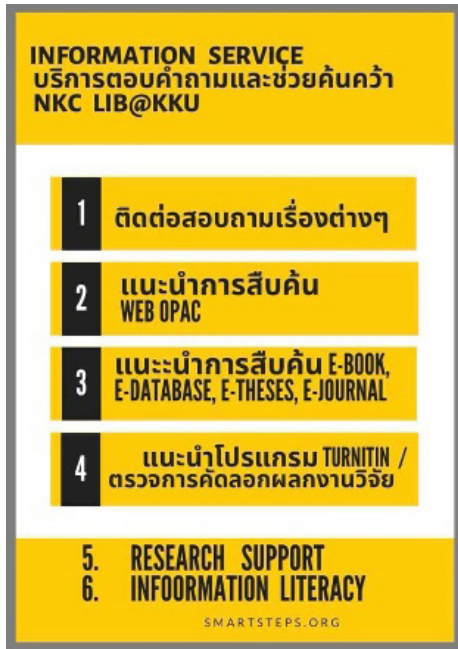 INFORMATION SERVICE
บริการตอบคำถามและช่วยค้นคว้า
NKC LIB@KKU
1
ติดต่อสอบถามเรื่องต่างๆ
2
แนะนำการสืบค้น
WEB OPAC
3
แนะะนำการสืบค้น E-BOOK,
E-DATABASE, E-THESES, E-JOURNAL
4
แนะนำโปรแกรม TURNITIN /
ตรวจการคัดลอกผลกงานวิจัย
5. RESEARCH SUPPORT
6. INFOORMATION LITERACY
SMARTSTEPS.ORG